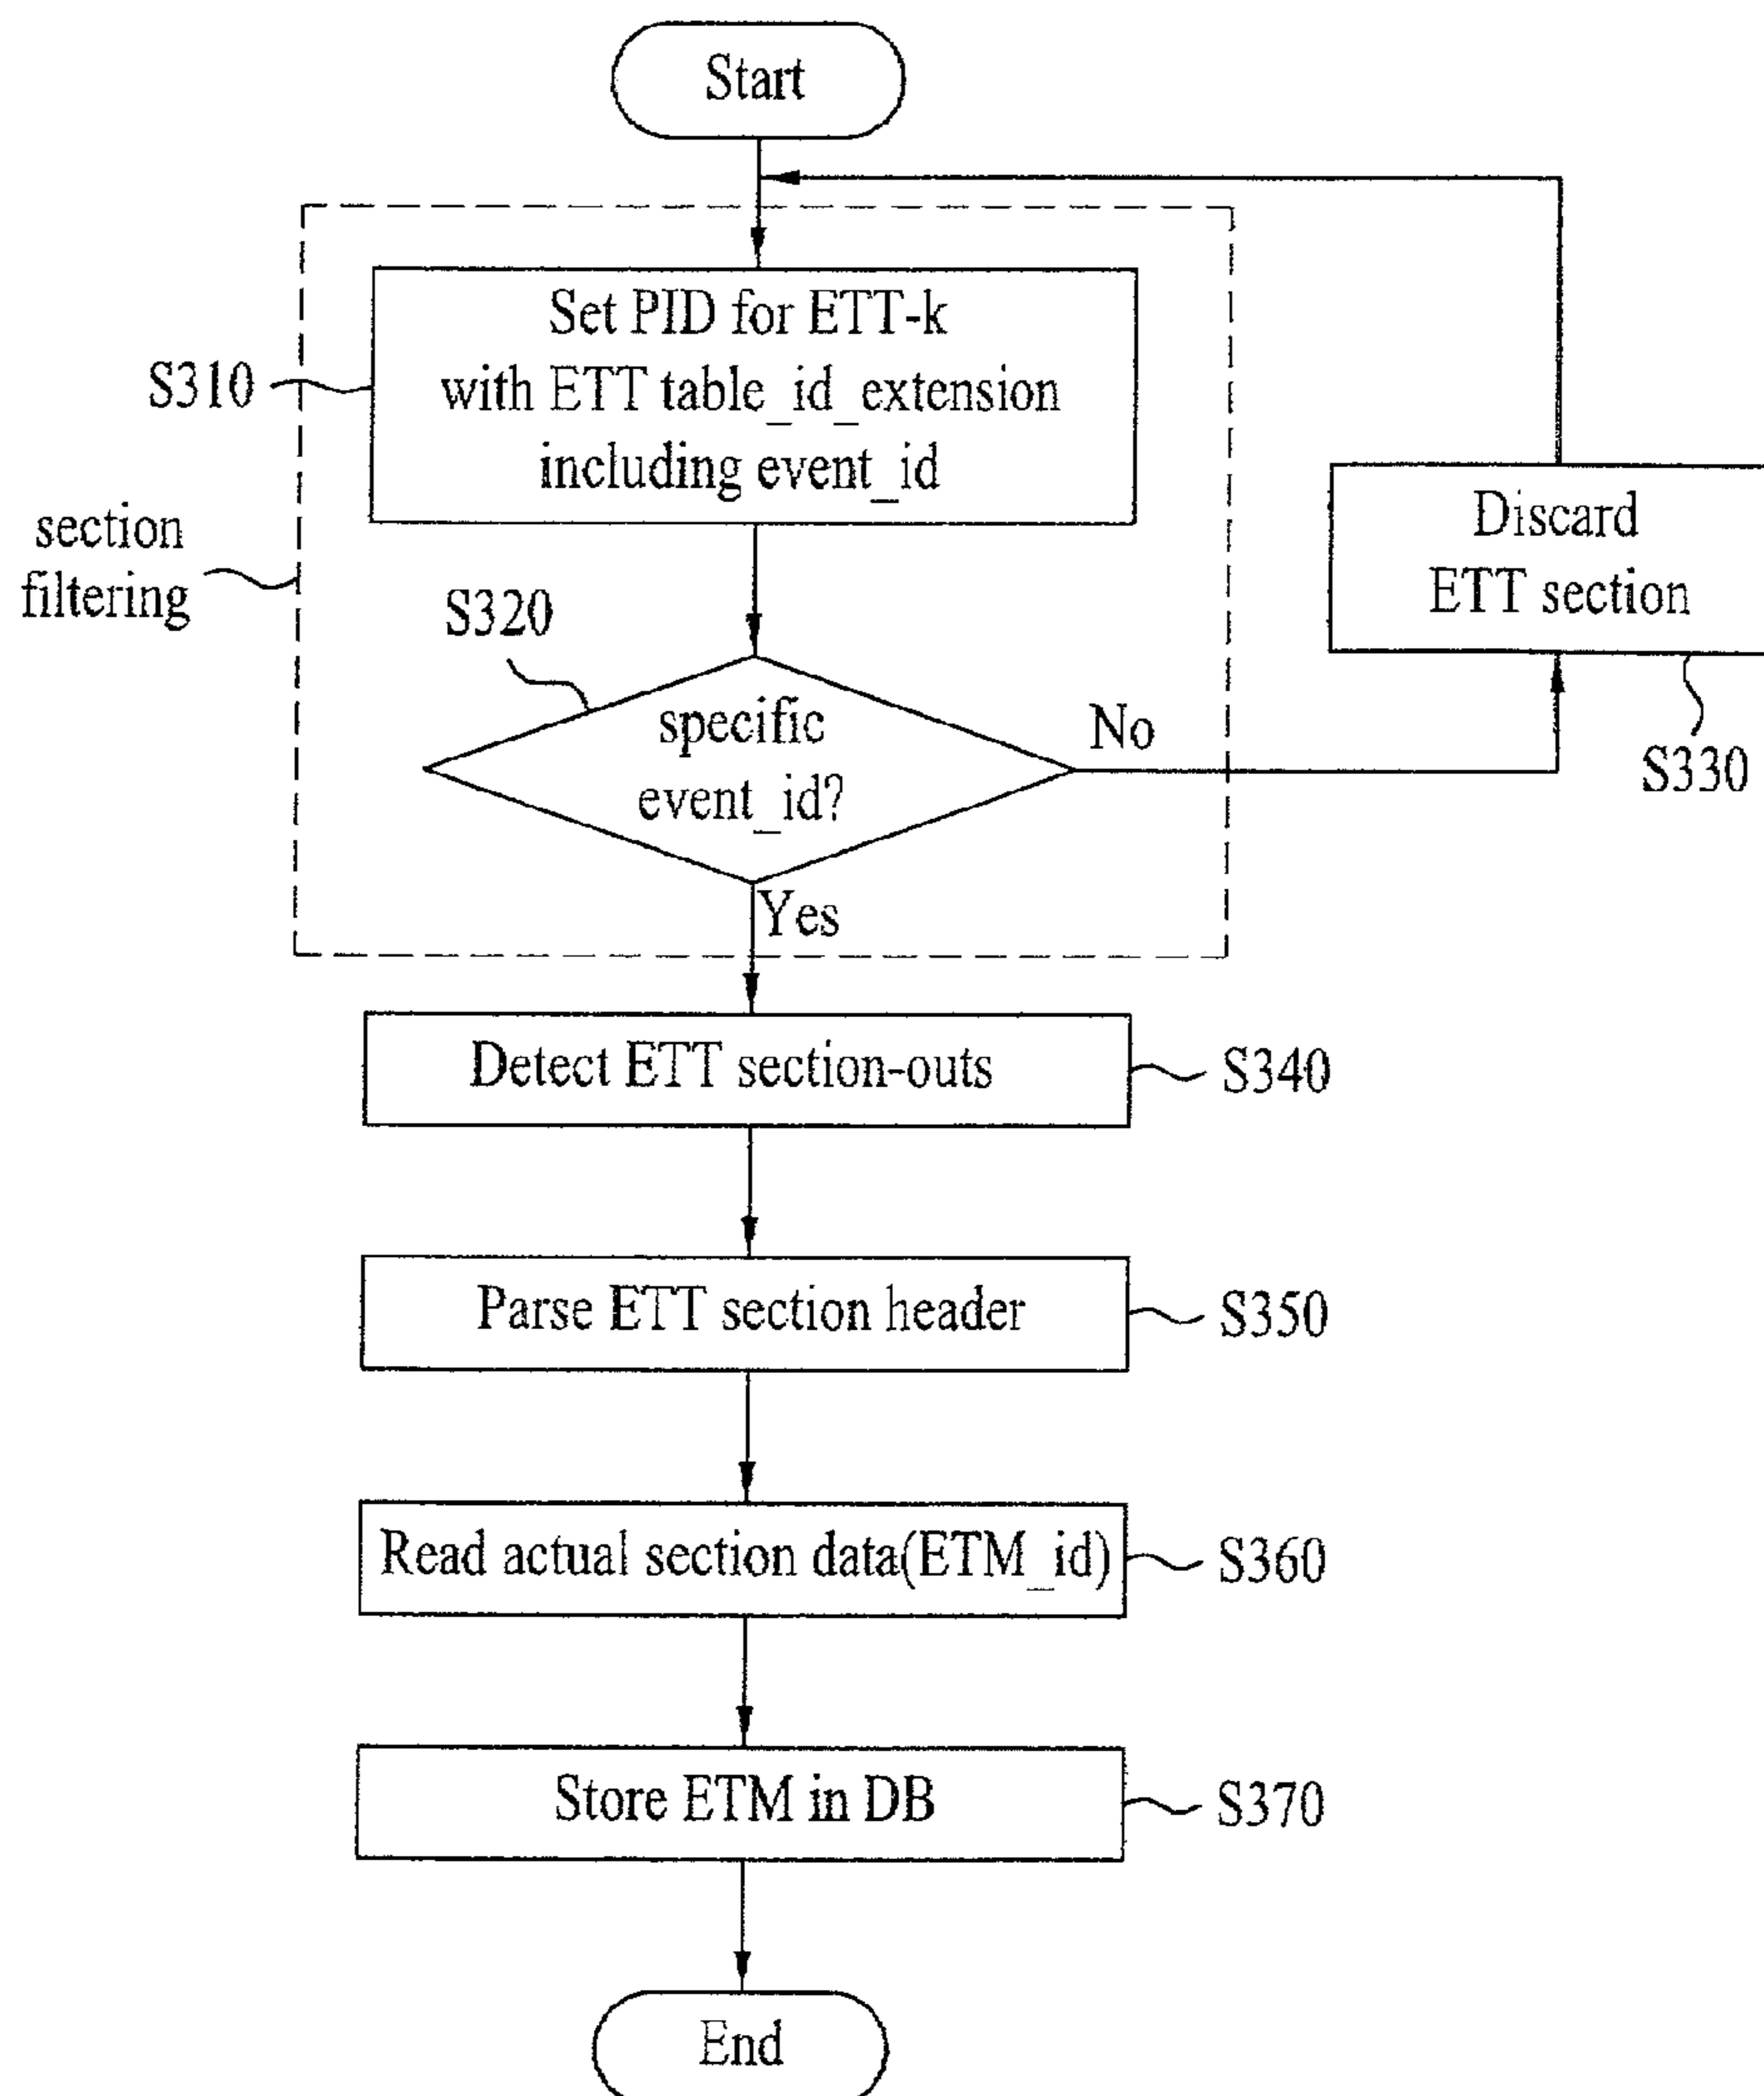 Start
Set PID for ETT-k
with ETT table_id_extension
including event_id
S310
section
filtering
Discard
ETT section
S330
S320
specific
event_id?
No
Yes
Detect ETT section-outs
S340
Parse ETT section header
S350
Read actual section data(ETM_id)
S360
Store ETM in DB
S370
End